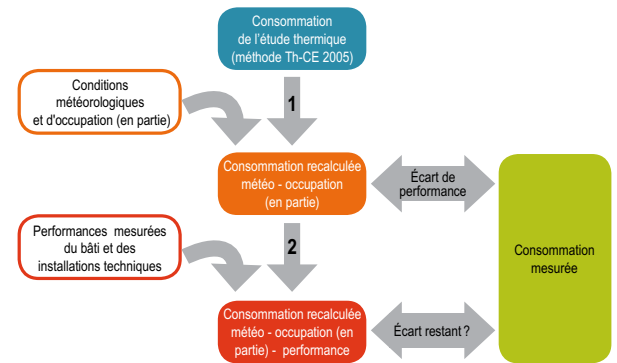 Consommation
de l'étude thermique
(méthode Th-CE 2005)
Conditions
météorologiques
et d'occupation (en partie)
1
Consommation recalculée
météo - occupation
(en partie)
Écart de
performance
Performances mesurées
du bâti et des
installations techniques
2
Consommation
mesurée
Consommation recalculée
météo - occupation (en
partie) - performance
Écart restant ?